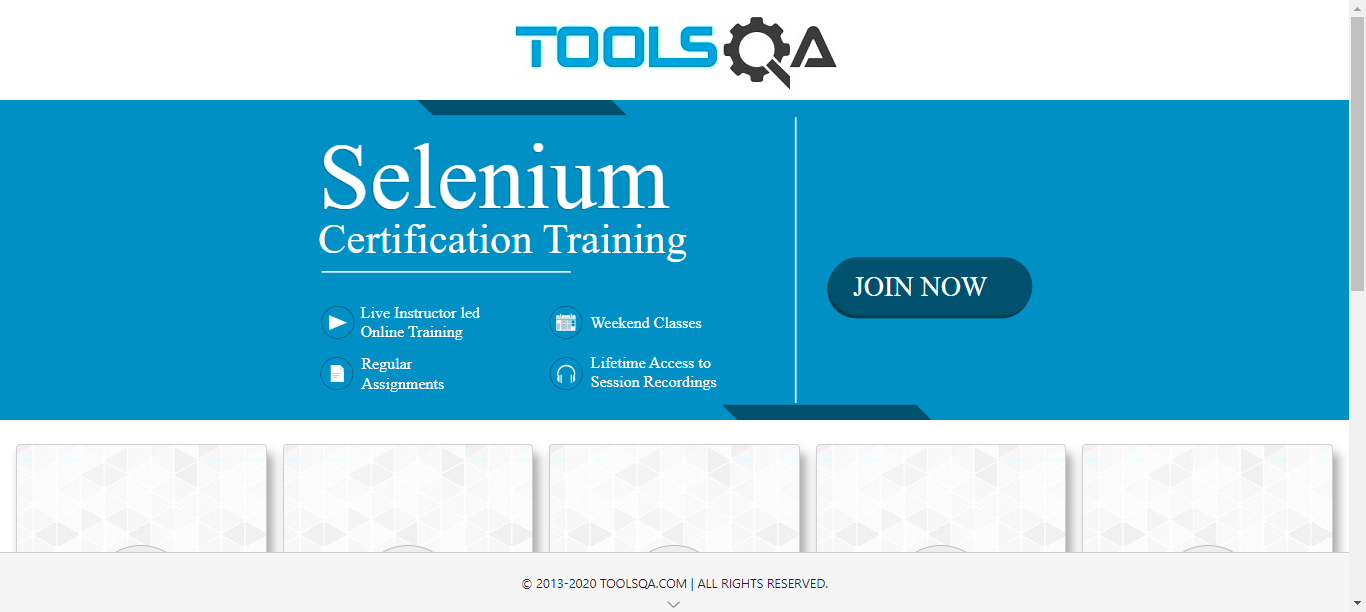 TOOLSQA
Selenium
Certification Training
Live Instructor led
Online Training
Weekend Classes
Regular
Assignments
Lifetime Access to
Session Recordings
JOIN NOW
© 2013-2020 TOOLSQA.COM | ALL RIGHTS RESERVED.